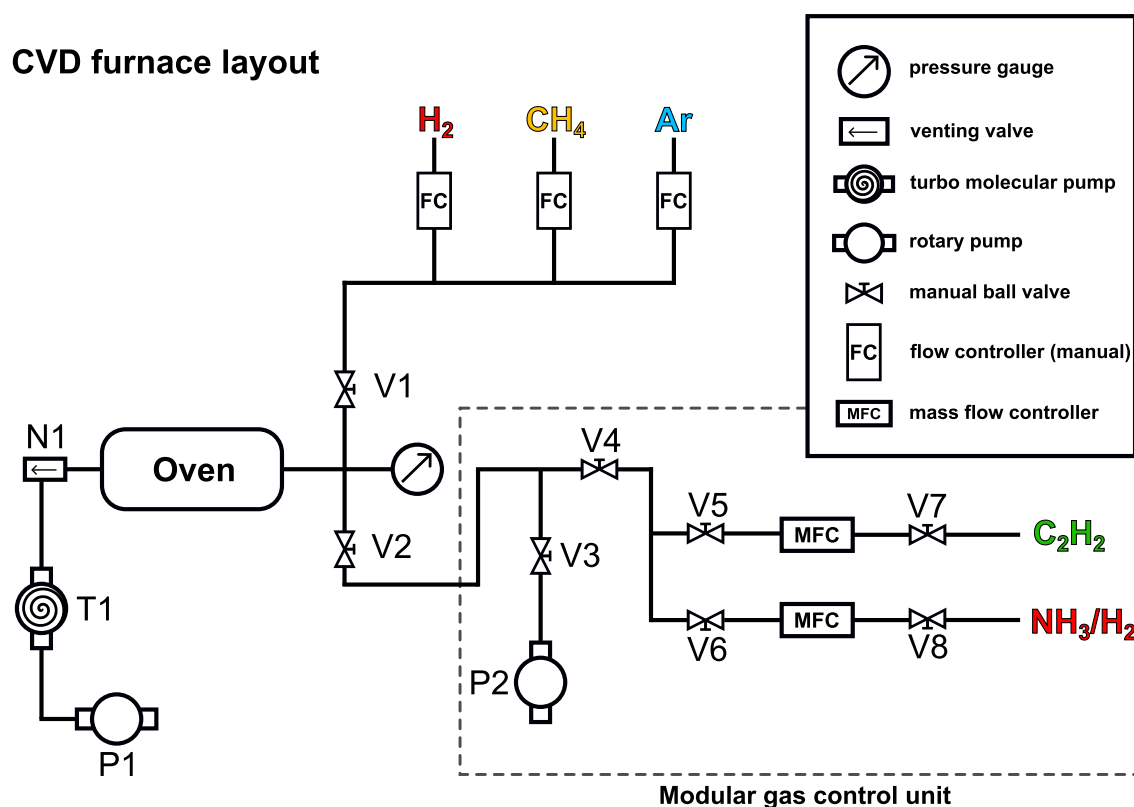 CVD furnace layout
H₂
CH₄
Ar
FC
FC
FC
pressure gauge
venting valve
turbo molecular pump
rotary pump
manual ball valve
FC
flow controller (manual)
MFC
mass flow controller
V1
N1
Oven
V4
V2
V5
V7
V3
MFC
C₂H₂
T1
MFC
NH₃/H₂
V6
V8
P2
P1
Modular gas control unit